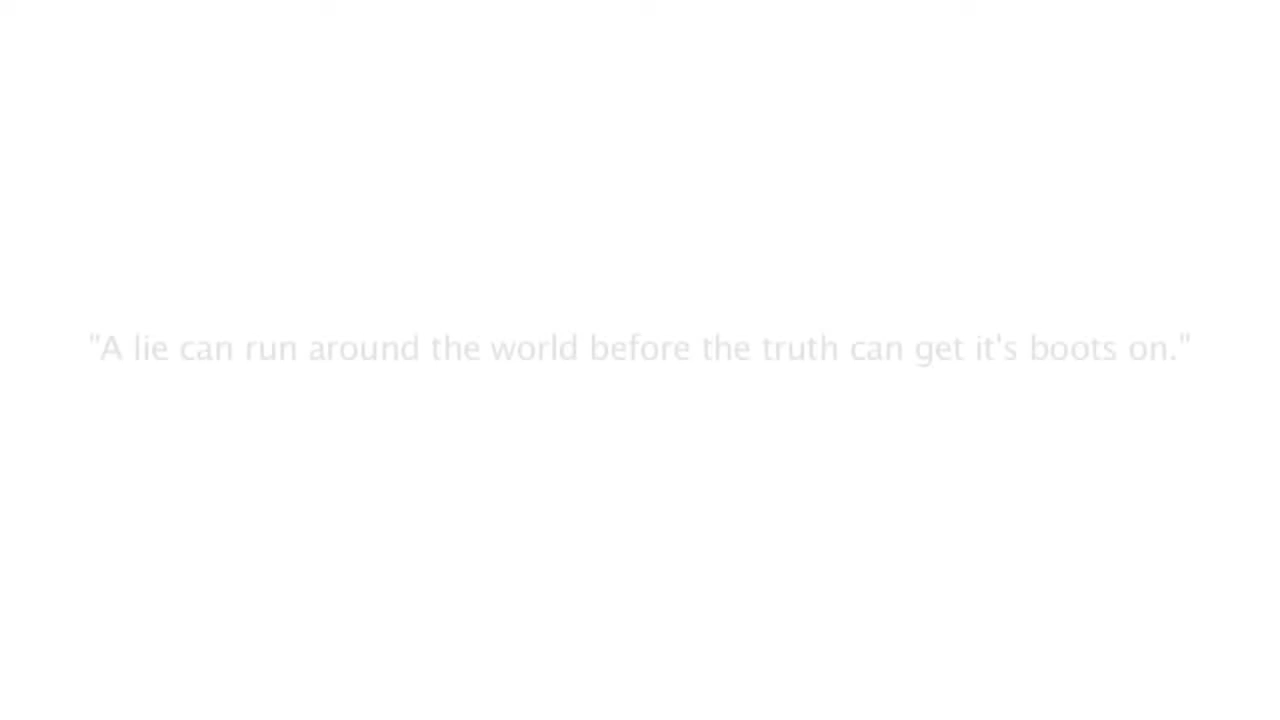 "A lie can run around the world before the truth can get it's boots on."